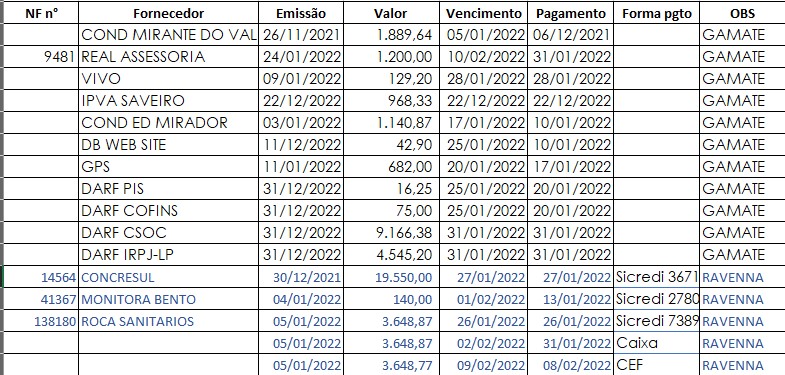 NF n° Fornecedor Emissão Valor Vencimento Pagamento Forma pgto OBS
COND MIRANTE DO VAL 26/11/2021 1.889,64 05/01/2022 06/12/2021 GAMATE
9481 REAL ASSESSORIA 24/01/2022 1.200,00 10/02/2022 31/01/2022 GAMATE
VIVO 09/01/2022 129,20 28/01/2022 28/01/2022 GAMATE
IPVA SAVEIRO 22/12/2022 968,33 22/12/2022 22/12/2022 GAMATE
COND ED MIRADOR 03/01/2022 1.140,87 17/01/2022 10/01/2022 GAMATE
DB WEB SITE 11/12/2022 42,90 25/01/2022 10/01/2022 GAMATE
GPS 11/01/2022 682,00 20/01/2022 17/01/2022 GAMATE
DARF PIS 31/12/2022 16,25 25/01/2022 20/01/2022 GAMATE
DARF COFINS 31/12/2022 75,00 25/01/2022 20/01/2022 GAMATE
DARF CSOC 31/12/2022 9.166,38 31/01/2022 31/01/2022 GAMATE
DARF IRPJ-LP 31/12/2022 4.545,20 31/01/2022 31/01/2022 GAMATE
14564 CONCRESUL 30/12/2021 19.550,00 27/01/2022 27/01/2022 Sicredi 3671 RAVENNA
41367 MONITORA BENTO 04/01/2022 140,00 01/02/2022 13/01/2022 Sicredi 2780 RAVENNA
138180 ROCA SANITARIOS 05/01/2022 3.648,87 26/01/2022 26/01/2022 Sicredi 7389 RAVENNA
05/01/2022 3.648,87 02/02/2022 31/01/2022 Caixa RAVENNA
05/01/2022 3.648,77 09/02/2022 08/02/2022 CEF RAVENNA